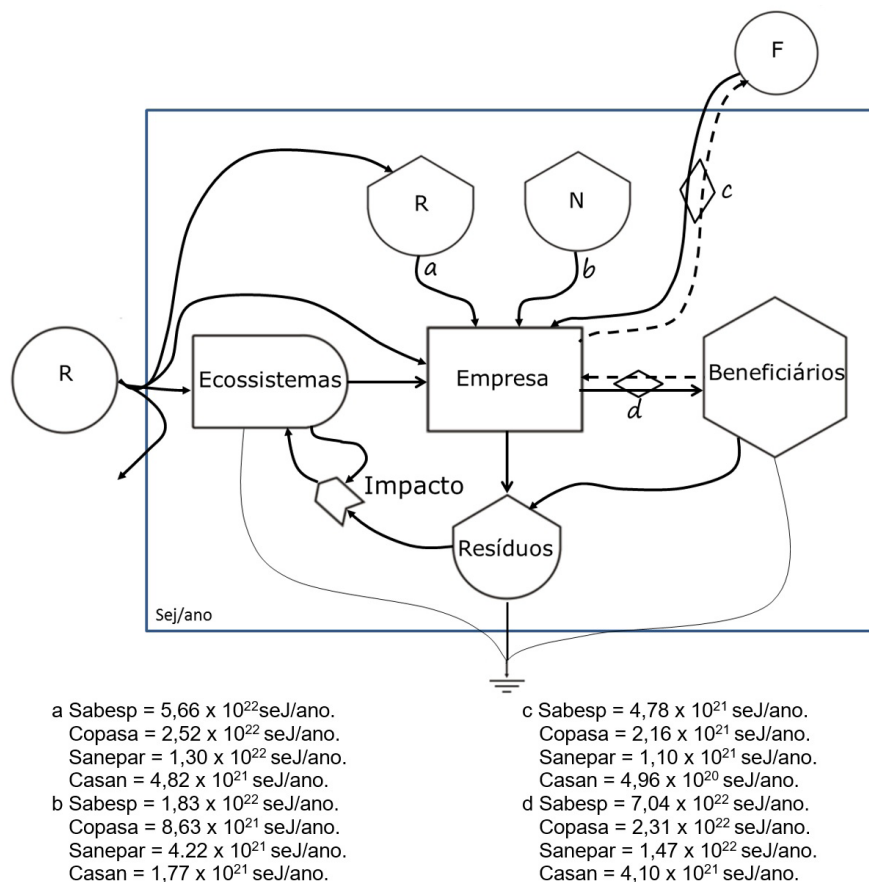 F
R
N
c
a
b
R
Ecossistemas
Empresa
Beneficiários
d
Impacto
Resíduos
Sej/ano
a Sabesp = 5,66 x 10²²seJ/ano.
Copasa = 2,52 x 10²² seJ/ano.
Sanepar = 1,30 x 10²² seJ/ano.
Casan = 4,82 x 10²¹ seJ/ano.
b Sabesp = 1,83 x 10²² seJ/ano.
Copasa = 8,63 x 10²¹ seJ/ano.
Sanepar = 4.22 x 10²¹ seJ/ano.
Casan = 1,77 x 10²¹ seJ/ano.
c Sabesp = 4,78 x 10²¹ seJ/ano.
Copasa = 2,16 x 10²¹ seJ/ano.
Sanepar = 1,10 x 10²¹ seJ/ano.
Casan = 4,96 x 10²⁰ seJ/ano.
d Sabesp = 7,04 x 10²² seJ/ano.
Copasa = 2,31 x 10²² seJ/ano.
Sanepar = 1,47 x 10²² seJ/ano.
Casan = 4,10 x 10²¹ seJ/ano.